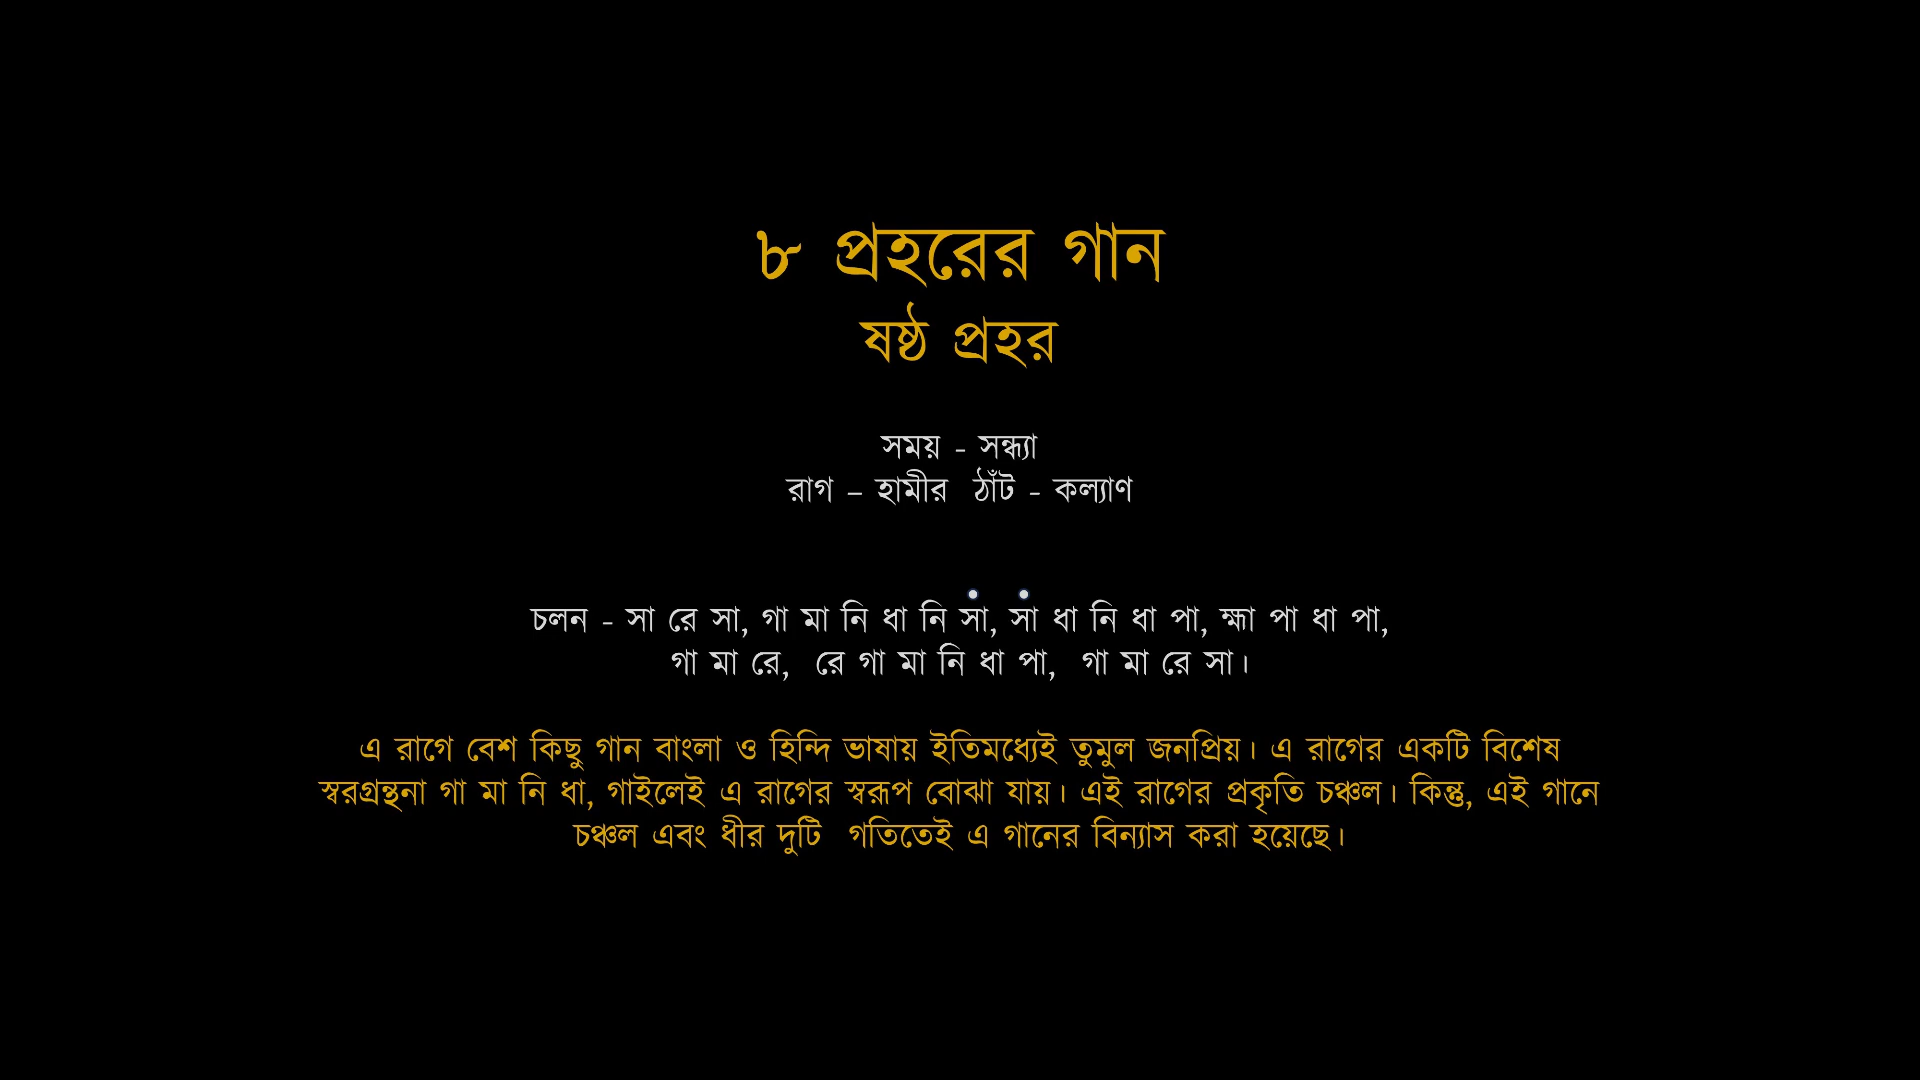 ৮ প্রহরের গান
ষষ্ঠ প্রহর
সময় - সন্ধ্যা
রাগ – হামীর ঠাঁট - কল্যাণ
চলন - সা রে সা, গা মা নি ধা নি সা, সা ধা নি ধা পা, হ্মা পা ধা পা,
গা মা রে, রে গা মা নি ধা পা, গা মা রে সা।
এ রাগে বেশ কিছু গান বাংলা ও হিন্দি ভাষায় ইতিমধ্যেই তুমুল জনপ্রিয়। এ রাগের একটি বিশেষ
স্বরগ্রন্থনা গা মা নি ধা, গাইলেই এ রাগের স্বরূপ বোঝা যায়। এই রাগের প্রকৃতি চঞ্চল। কিন্তু, এই গানে
চঞ্চল এবং ধীর দুটি গতিতেই এ গানের বিন্যাস করা হয়েছে।